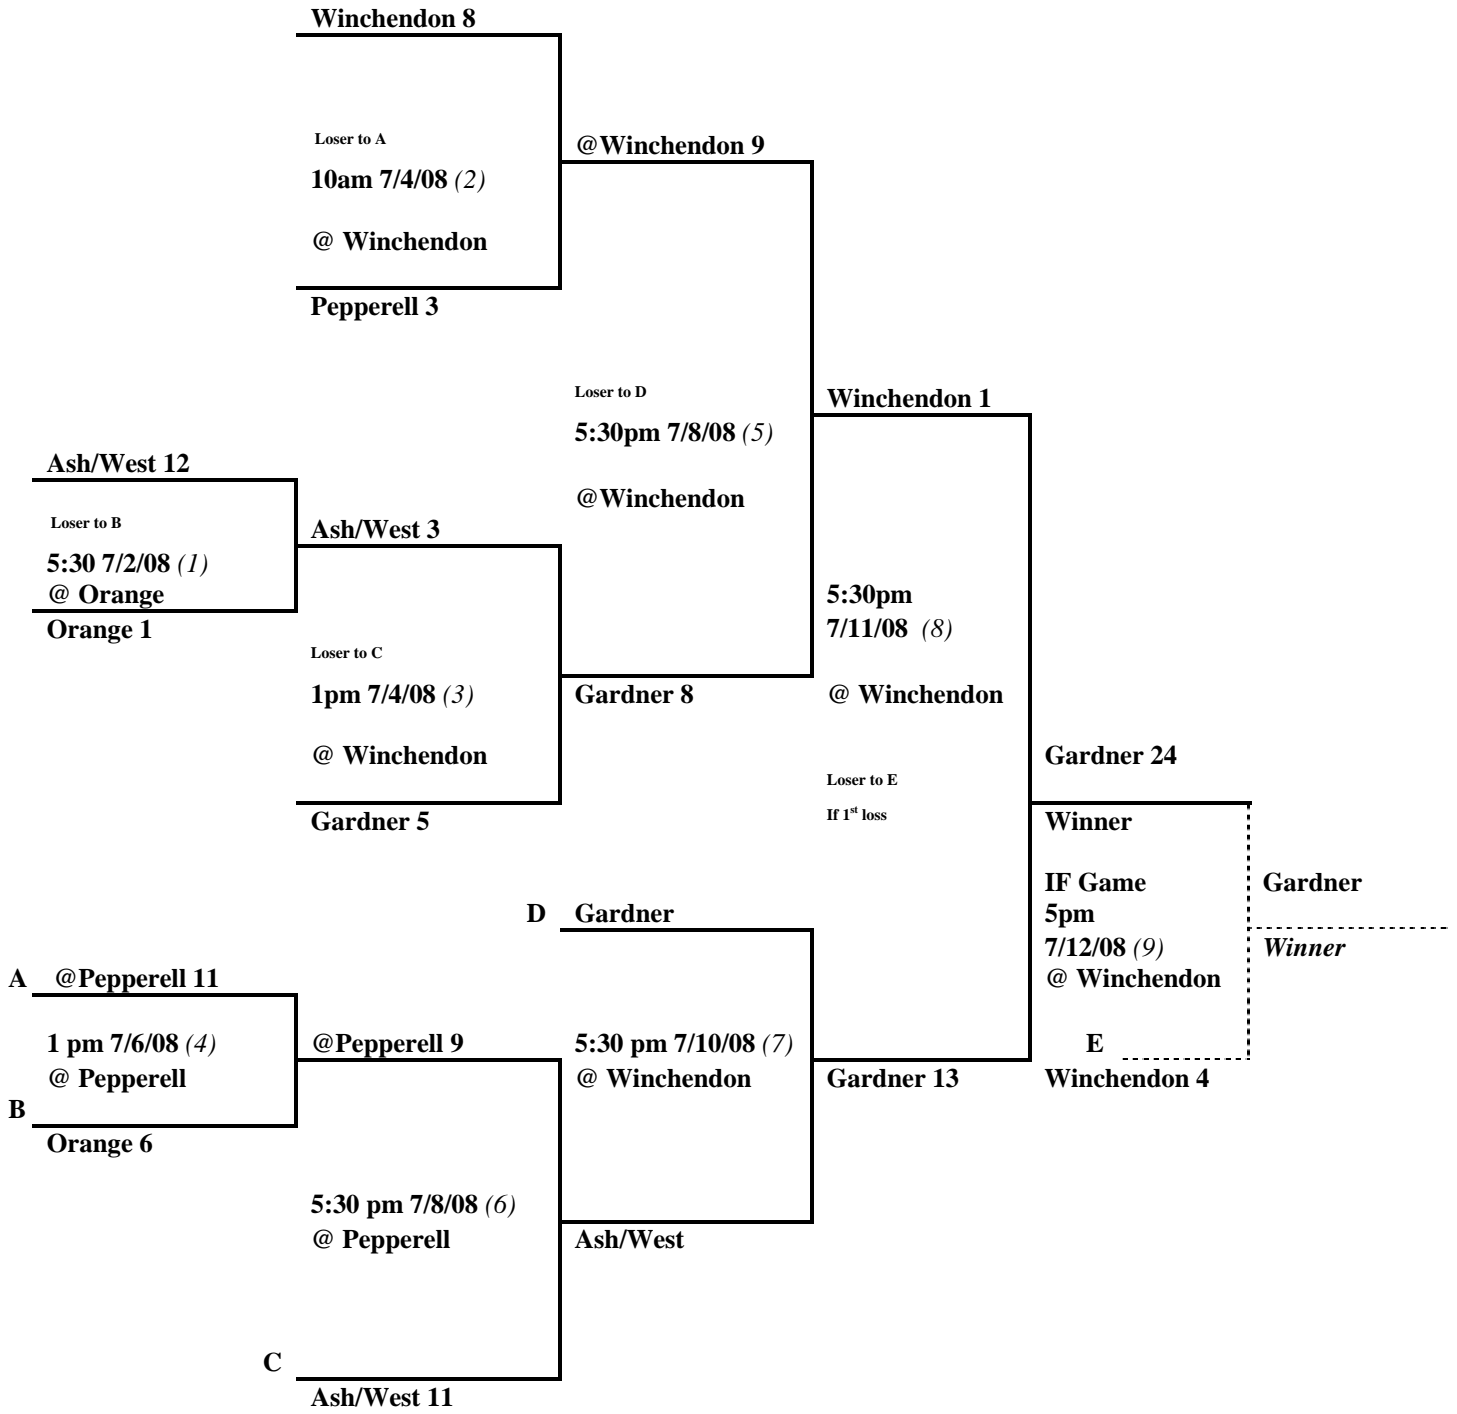 Winchendon 8
Loser to A
10am 7/4/08 (2)
@ Winchendon
Pepperell 3
@Winchendon 9
Loser to D
5:30pm 7/8/08 (5)
@Winchendon
Winchendon 1
Ash/West 12
Loser to B
5:30 7/2/08 (1)
@ Orange
Orange 1
Ash/West 3
Loser to C
1pm 7/4/08 (3)
@ Winchendon
Gardner 5
Gardner 8
5:30pm
7/11/08 (8)
@ Winchendon
Loser to E
If 1st loss
Gardner 24
Winner
IF Game
5pm
7/12/08 (9)
@ Winchendon
E
Winchendon 4
Gardner
Winner
D Gardner
A @Pepperell 11
1 pm 7/6/08 (4)
@ Pepperell
B
Orange 6
@Pepperell 9
5:30 pm 7/10/08 (7)
@ Winchendon
Gardner 13
5:30 pm 7/8/08 (6)
@ Pepperell
Ash/West
C
Ash/West 11